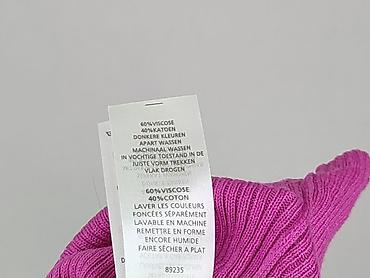 60%VISCOSE
40%KATOEN
DONKERE KLEUREN
APART WASSEN
MACHINAAL WASSEN
IN VOCHTIGE TOESTAND IN DE
JUISTE VORM TREKKEN
VLAK DROGEN
60%VISCOSE
40%COTON
LAVER LES COULEURS
FONCÉES SÉPARÉMENT
LAVABLE EN MACHINE
REMETTRE EN FORME
ENCORE HUMIDE
FAIRE SÉCHER A PLAT
89235